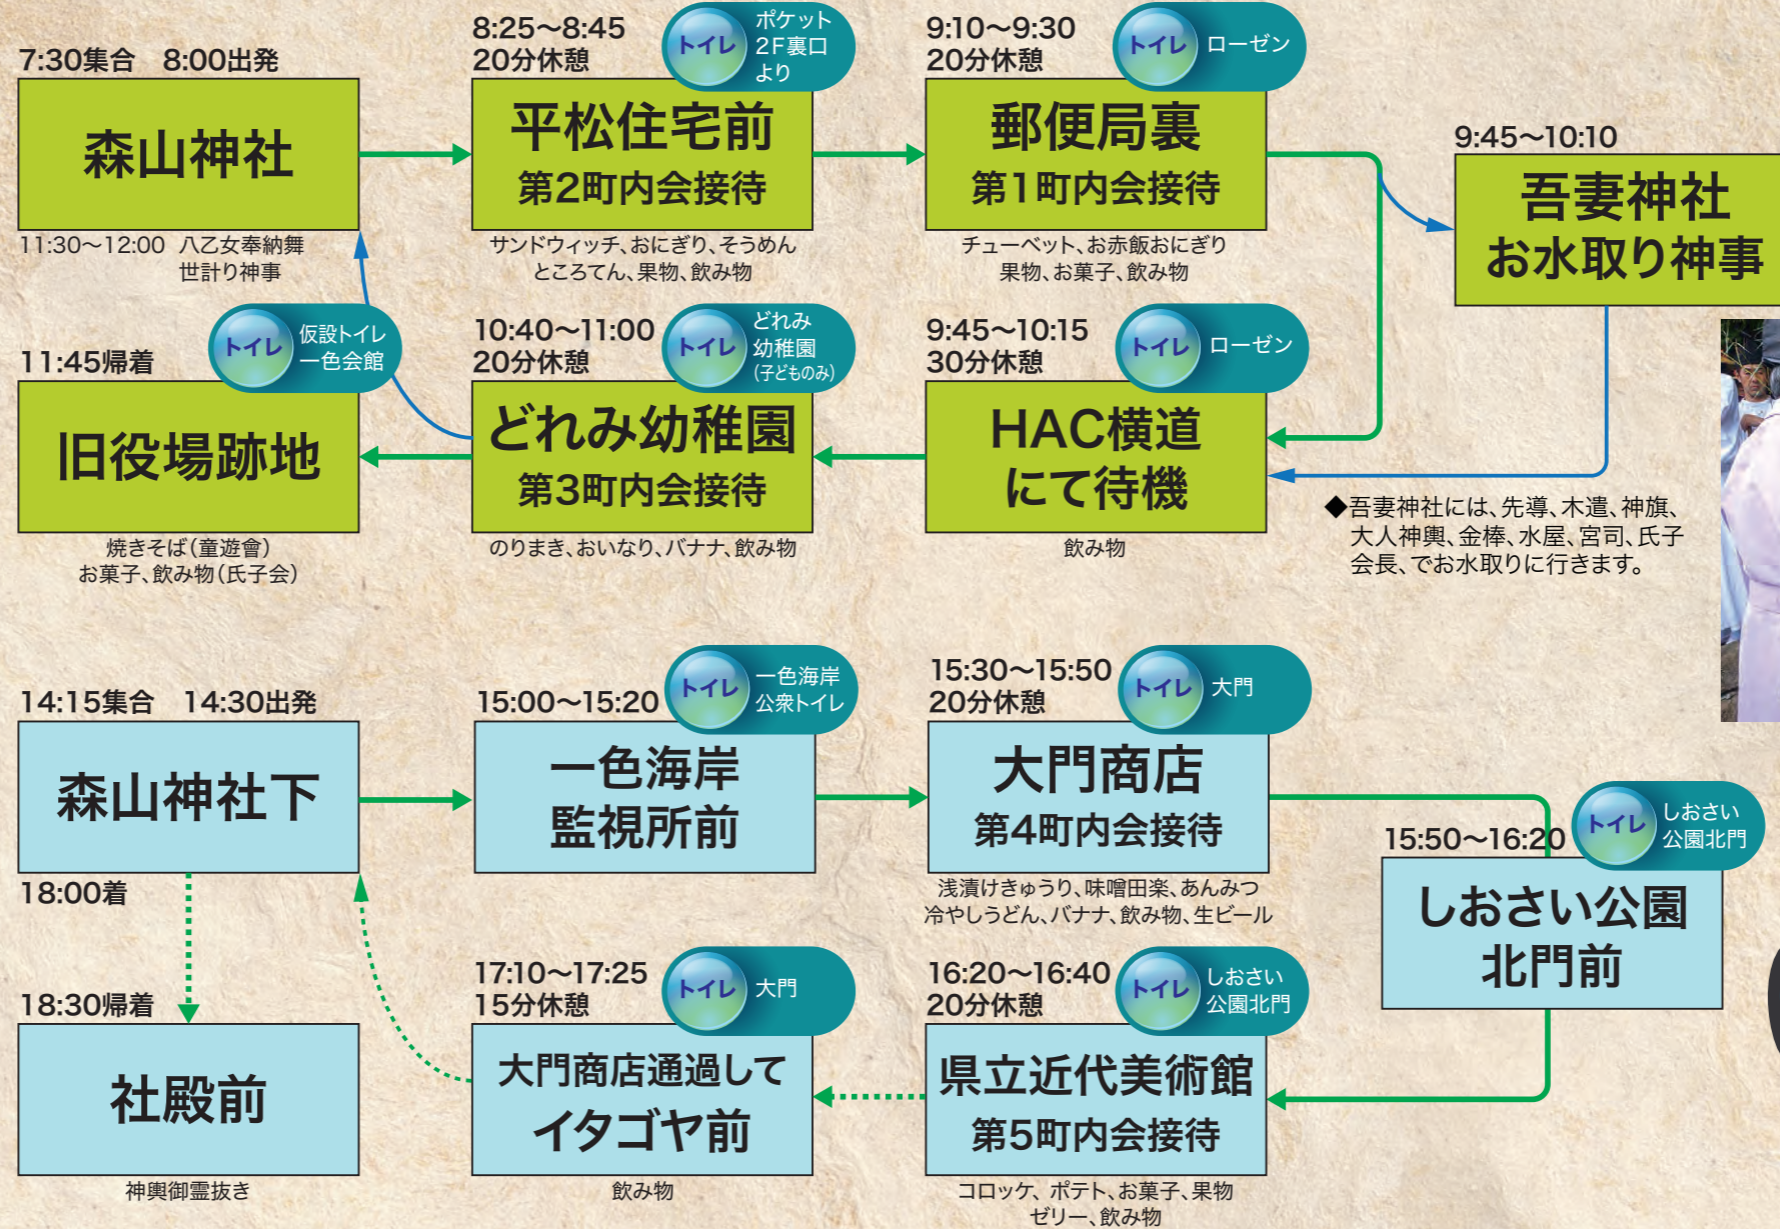 7:30集合 8:00出発
森山神社
11:30～12:00 八乙女奉納舞
世計り神事
8:25～8:45
20分休憩
トイレ
ポケット
2F裏口
より
平松住宅前
第2町内会接待
サンドウィッチ、おにぎり、そうめん
ところてん、果物、飲み物
9:10～9:30
20分休憩
トイレ
ローゼン
郵便局裏
第1町内会接待
チューベット、お赤飯おにぎり
果物、お菓子、飲み物
9:45～10:10
吾妻神社
お水取り神事
11:45帰着
トイレ
仮設トイレ
一色会館
旧役場跡地
焼きそば(童遊會)
お菓子、飲み物(氏子会)
10:40～11:00
20分休憩
トイレ
どれみ
幼稚園
(子どものみ)
どれみ幼稚園
第3町内会接待
のりまき、おいなり、バナナ、飲み物
9:45～10:15
30分休憩
トイレ
ローゼン
HAC横道
にて待機
飲み物
◆吾妻神社には、先導、木遣、神旗、
大人神輿、金棒、水屋、宮司、氏子
会長、でお水取りに行きます。
14:15集合 14:30出発
森山神社下
18:00着
15:00～15:20
トイレ
一色海岸
公衆トイレ
一色海岸
監視所前
15:30～15:50
20分休憩
トイレ
大門
大門商店
第4町内会接待
浅漬けきゅうり、味噌田楽、あんみつ
冷やしうどん、バナナ、飲み物、生ビール
15:50～16:20
トイレ
しおさい
公園北門
しおさい公園
北門前
18:30帰着
社殿前
神輿御霊抜き
17:10～17:25
15分休憩
トイレ
大門
大門商店通過して
イタゴヤ前
飲み物
16:20～16:40
20分休憩
トイレ
しおさい
公園北門
県立近代美術館
第5町内会接待
コロッケ、ポテト、お菓子、果物
ゼリー、飲み物